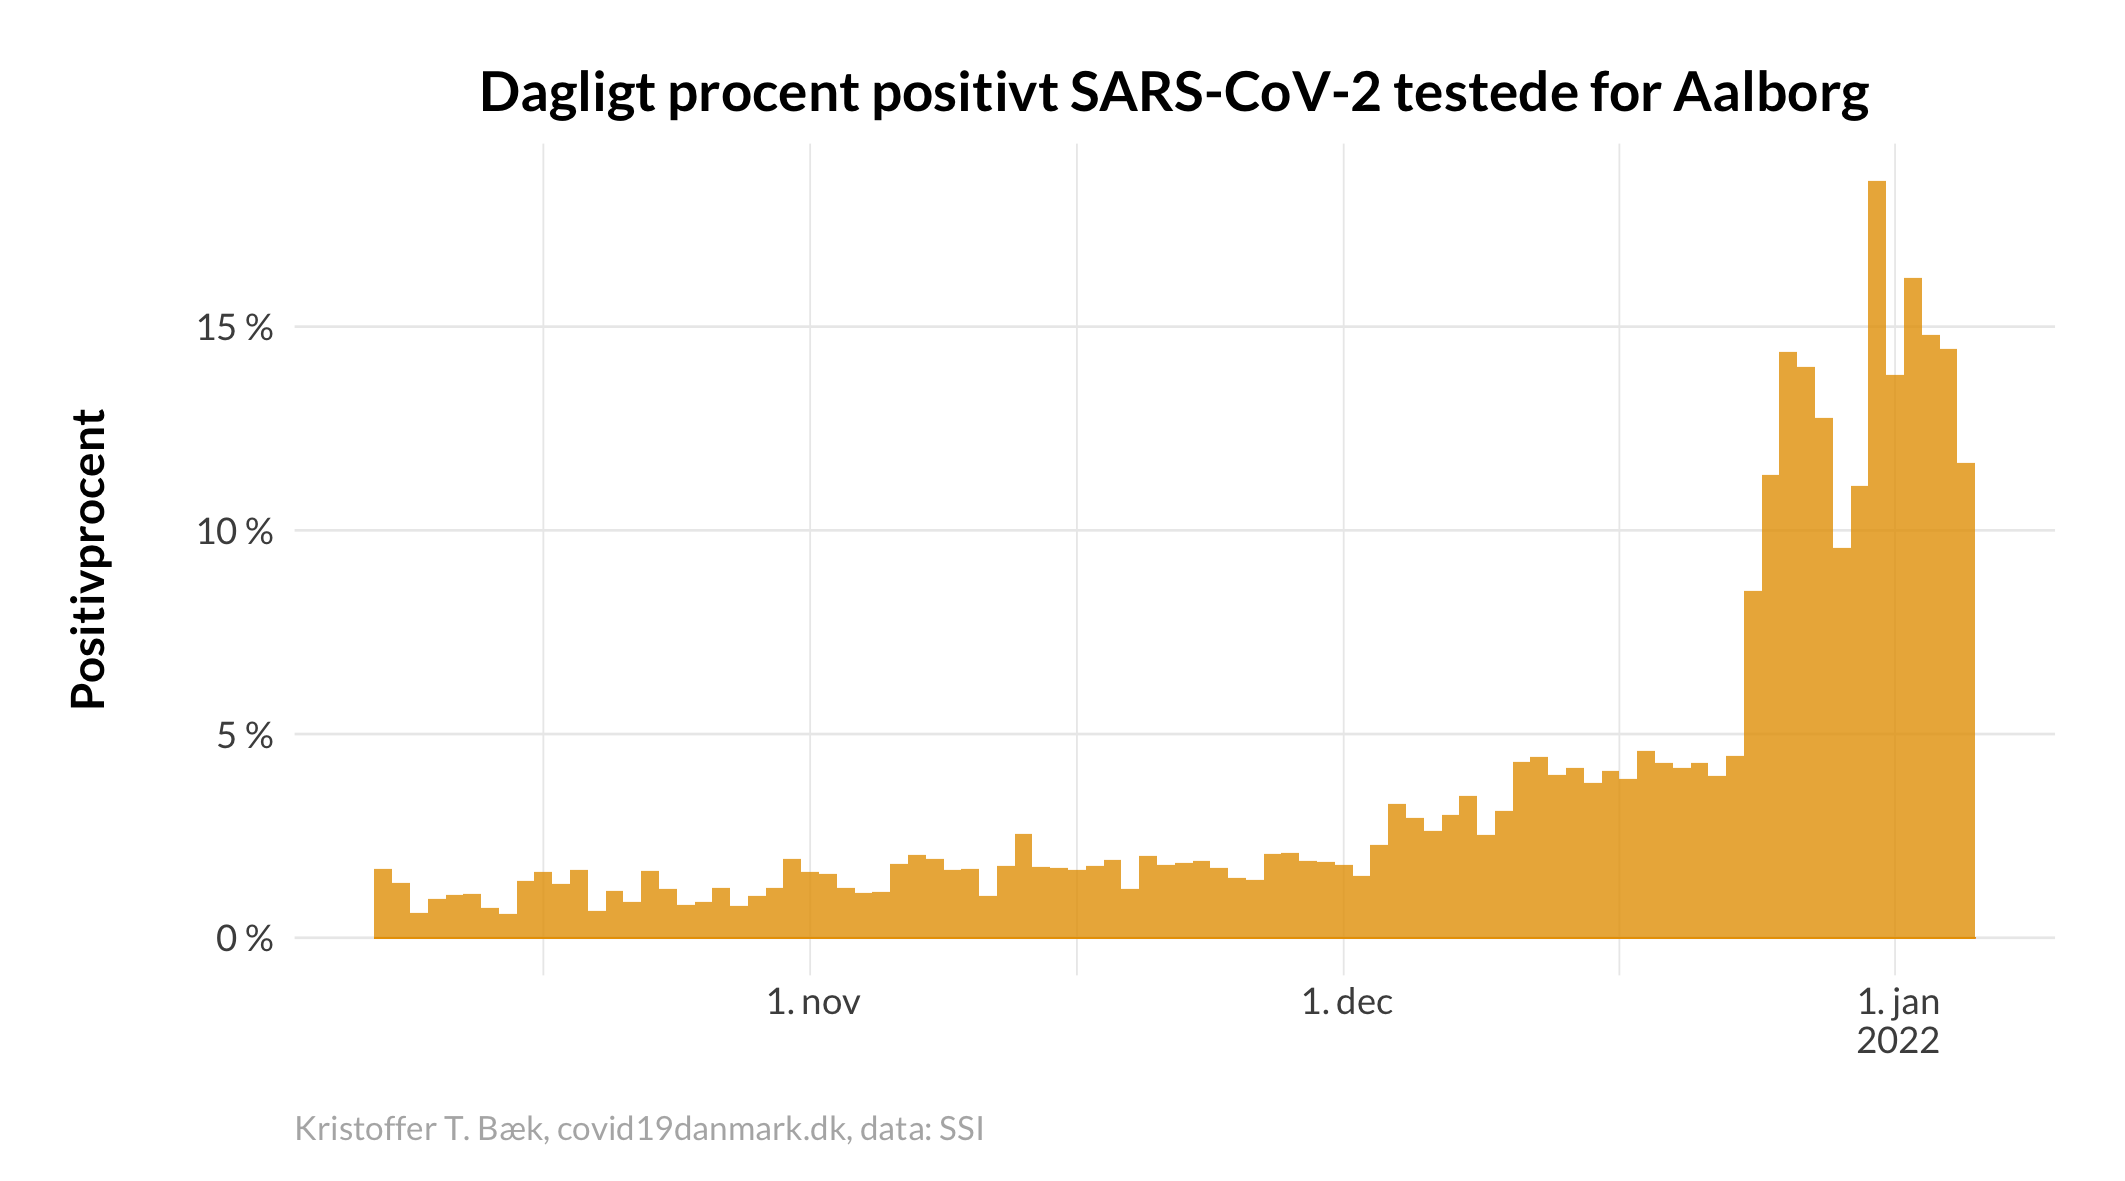 Dagligt procent positivt SARS-CoV-2 testede for Aalborg
Positivprocent
15 %
10 %
5 %
0 %
1. nov
1. dec
1. jan
2022
Kristoffer T. Bæk, covid19danmark.dk, data: SSI